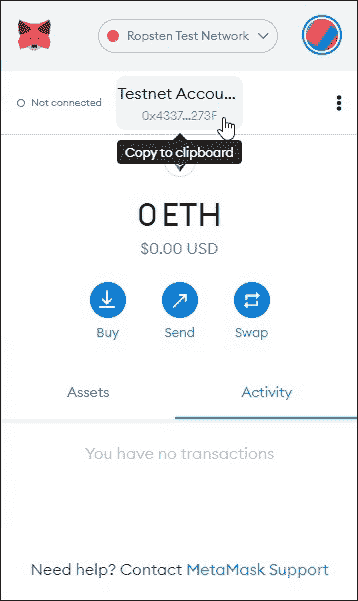 Ropsten Test Network
Not connected
Testnet Accou...
0x4337...273F
Copy to clipboard
0 ETH
$0.00 USD
Buy
Send
Swap
Assets
Activity
You have no transactions
Need help? Contact MetaMask Support